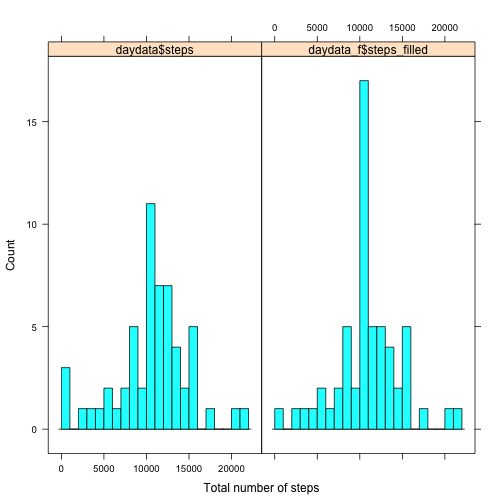 0 5000 10000 15000 20000
daydata$steps daydata_f$steps_filled
15
10
5
0
Count
0 5000 10000 15000 20000
Total number of steps